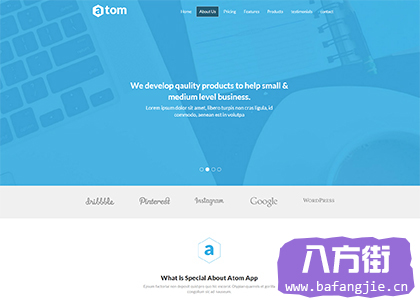 atom
Home About Us Pricing Features Products testimonials contact
We develop qaulity products to help small &
medium level business.
Lorem ipsum dolor sit amet, libero turpis non cras ligula, id
commodo, aenean est in volutpa
dribbble Pinterest Instagram Google WORDPRESS
a
What Is Special About Atom App
八方街
www.bafangjie.cn